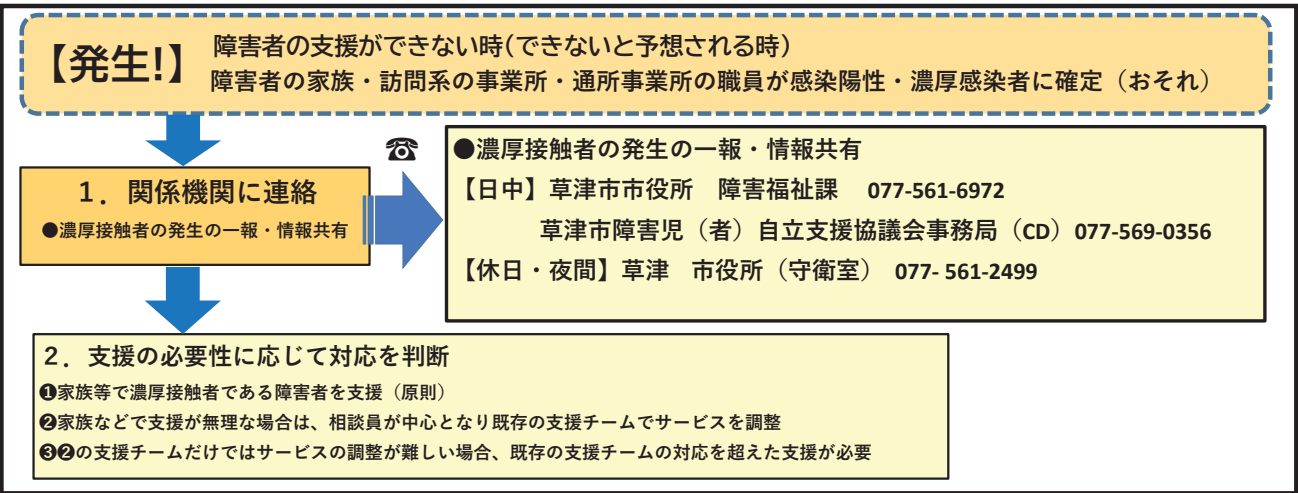 【発生!】
障害者の支援ができない時(できないと予想される時)
障害者の家族・訪問系の事業所・通所事業所の職員が感染陽性・濃厚感染者に確定（おそれ）
☎
1．関係機関に連絡
●濃厚接触者の発生の一報・情報共有
●濃厚接触者の発生の一報・情報共有
【日中】草津市市役所　障害福祉課　077-561-6972
草津市障害児（者）自立支援協議会事務局（CD）077-569-0356
【休日・夜間】草津　市役所（守衛室） 077- 561-2499
2．支援の必要性に応じて対応を判断
❶家族等で濃厚接触者である障害者を支援（原則）
❷家族などで支援が無理な場合は、相談員が中心となり既存の支援チームでサービスを調整
❸❷の支援チームだけではサービスの調整が難しい場合、既存の支援チームの対応を超えた支援が必要